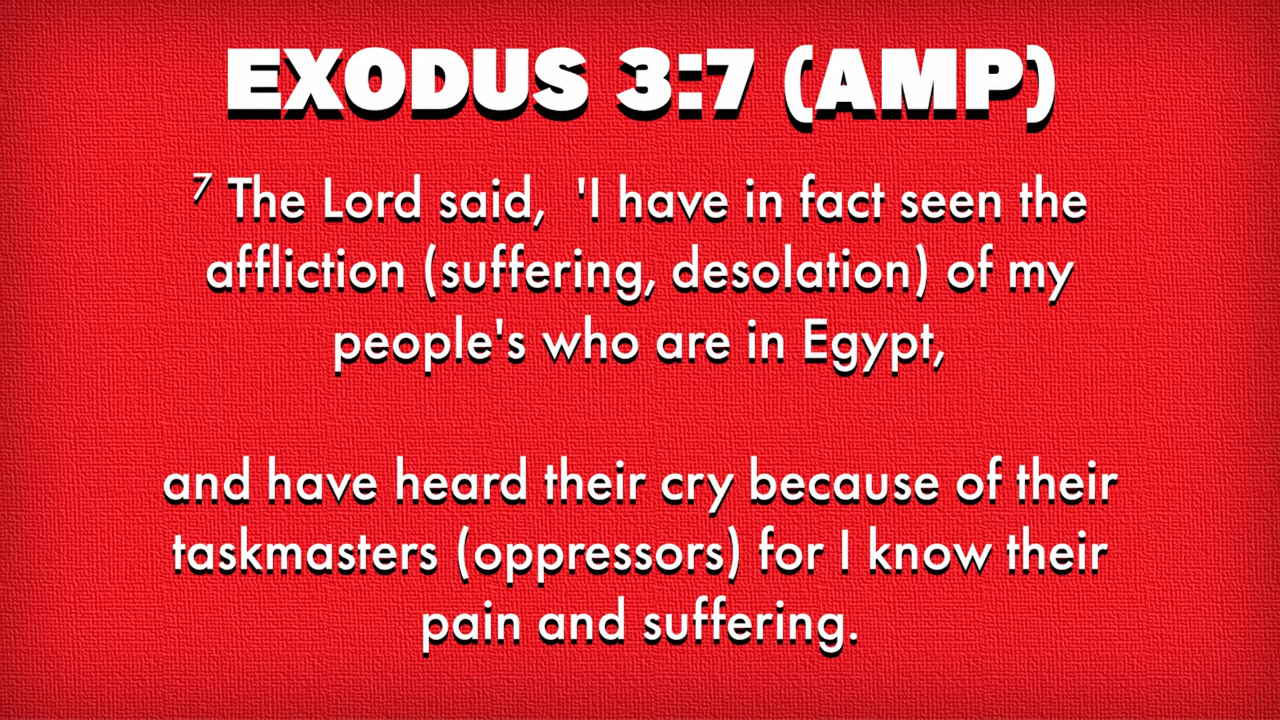 EXODUS 3:7 (AMP)
7 The Lord said,  'I have in fact seen the
affliction (suffering, desolation) of my
people's who are in Egypt,
and have heard their cry because of their
taskmasters (oppressors) for I know their
pain and suffering.